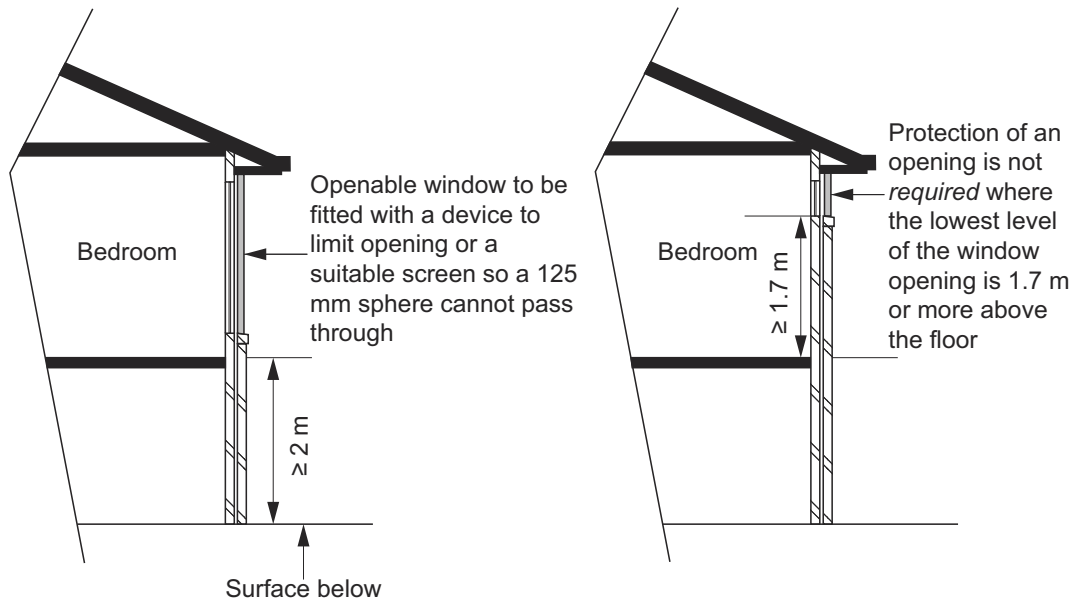 Bedroom
Openable window to be
fitted with a device to
limit opening or a
suitable screen so a 125
mm sphere cannot pass
through
≥ 2 m
Surface below
Bedroom
≥ 1.7 m
Protection of an
opening is not
required where
the lowest level
of the window
opening is 1.7 m
or more above
the floor